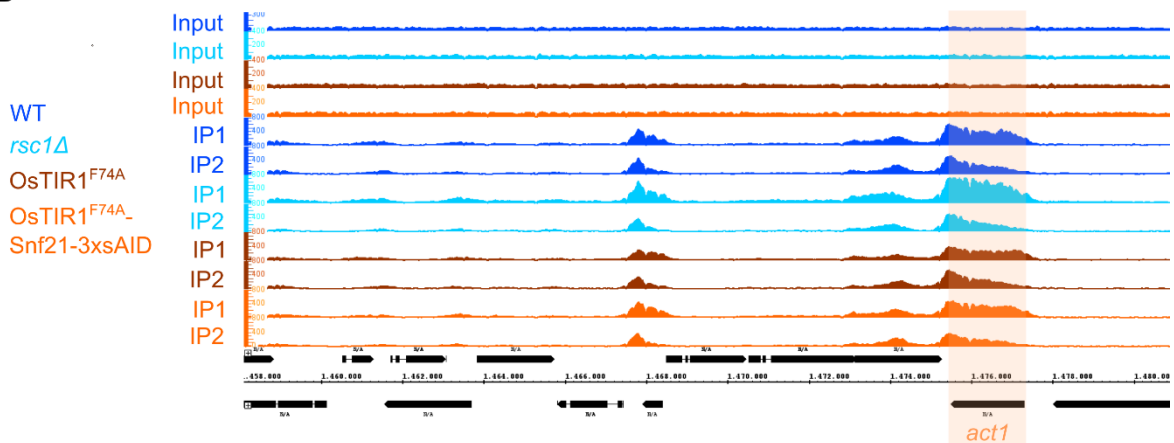 Input
Input
Input
Input
WT
rsc1Δ
OsTIR1F74A
OsTIR1F74A-
Snf21-3xsAID
IP1
IP2
IP1
IP2
IP1
IP2
IP1
IP2
N/A N/A N/A N/A N/A N/A N/A
.458.000 1.460.000 1.462.000 1.464.000 1.466.000 1.468.000 1.470.000 1.472.000 1.474.000 1.476.000 1.478.000 1.480.000
N/A N/A N/A N/A N/A
act1